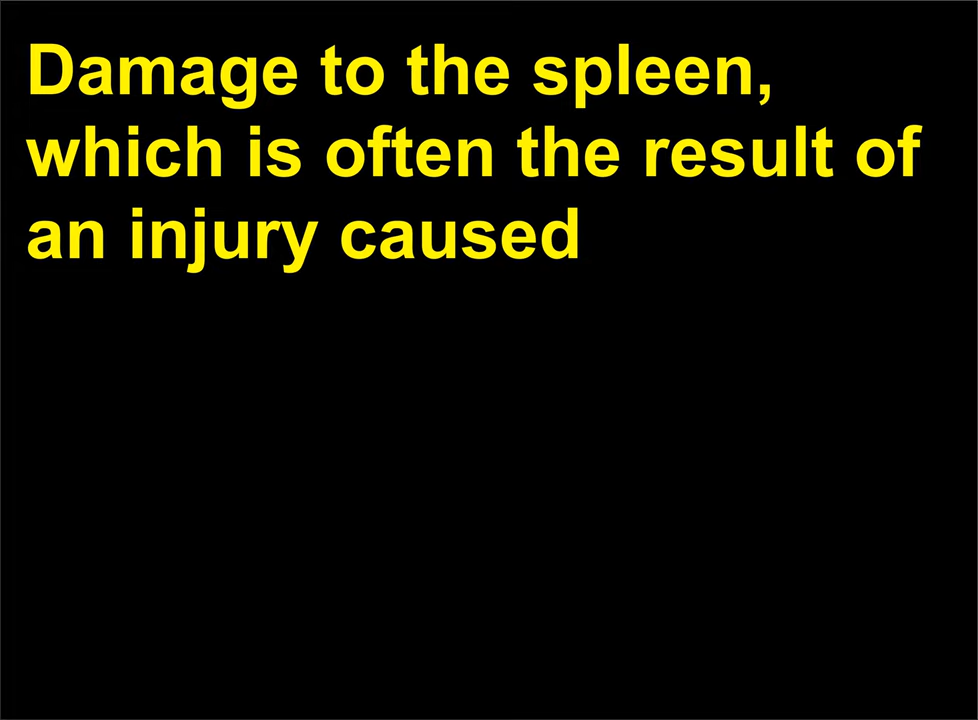 Damage to the spleen,
which is often the result of
an injury caused